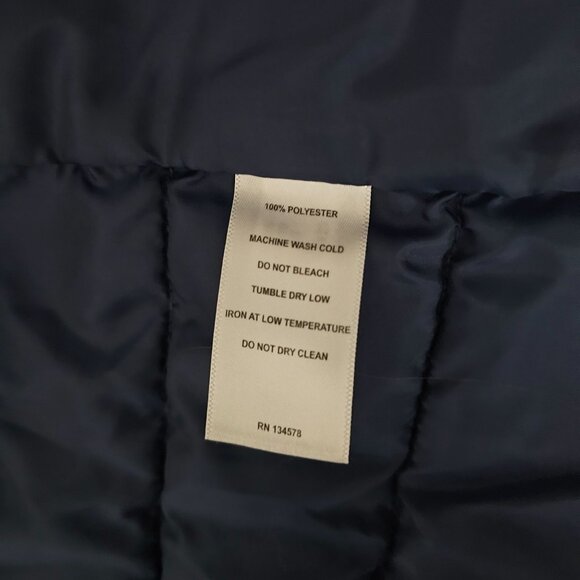 100% POLYESTER
MACHINE WASH COLD
DO NOT BLEACH
TUMBLE DRY LOW
IRON AT LOW TEMPERATURE
DO NOT DRY CLEAN
RN 134578